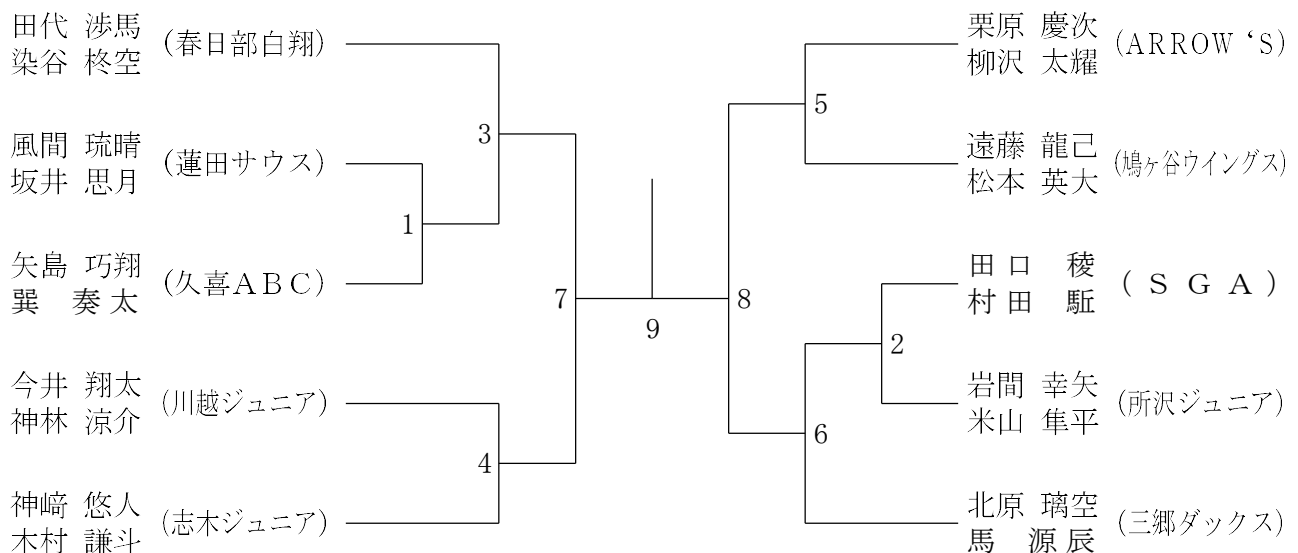 田代 渉馬
染谷 柊空
(春日部白翔)
風間 琉晴
坂井 思月
(蓮田サウス)
矢島 巧翔
巽 奏太
(久喜ABC)
今井 翔太
神林 涼介
(川越ジュニア)
神﨑 悠人
木村 謙斗
(志木ジュニア)
3
1
7
4
9
栗原 慶次
柳沢 太耀
(ARROW‘S)
遠藤 龍己
松本 英大
(鳩ヶ谷ウイングス)
田口 稜
村田 駈
(SGA)
岩間 幸矢
米山 隼平
(所沢ジュニア)
北原 璃空
馬 源辰
(三郷ダックス)
5
8
2
6